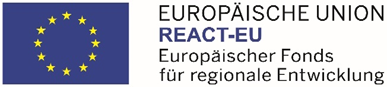 EUROPÄISCHE UNION
REACT-EU
Europäischer Fonds
für regionale Entwicklung